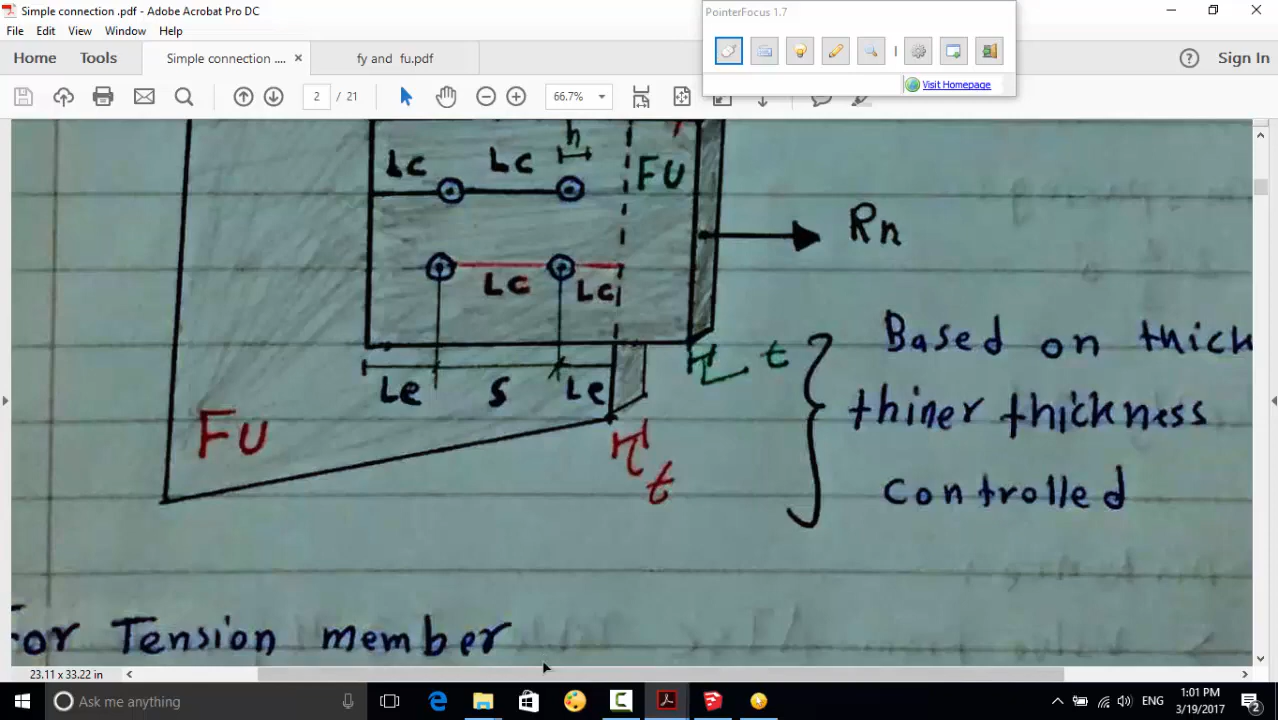 Simple connection .pdf - Adobe Acrobat Pro DC
PointerFocus 1.7
File Edit View Window Help
Home Tools Simple connection .... × fy and fu.pdf Sign In
2 / 21 66.7% Visit Homepage
h
Lc Lc FU
Rn
Lc Lc
Based on thick
t
Le S Le
thiner thickness
FU
t
controlled
For Tension member
23.11 x 33.22 in
Ask me anything ENG 1:01 PM
3/19/2017
2